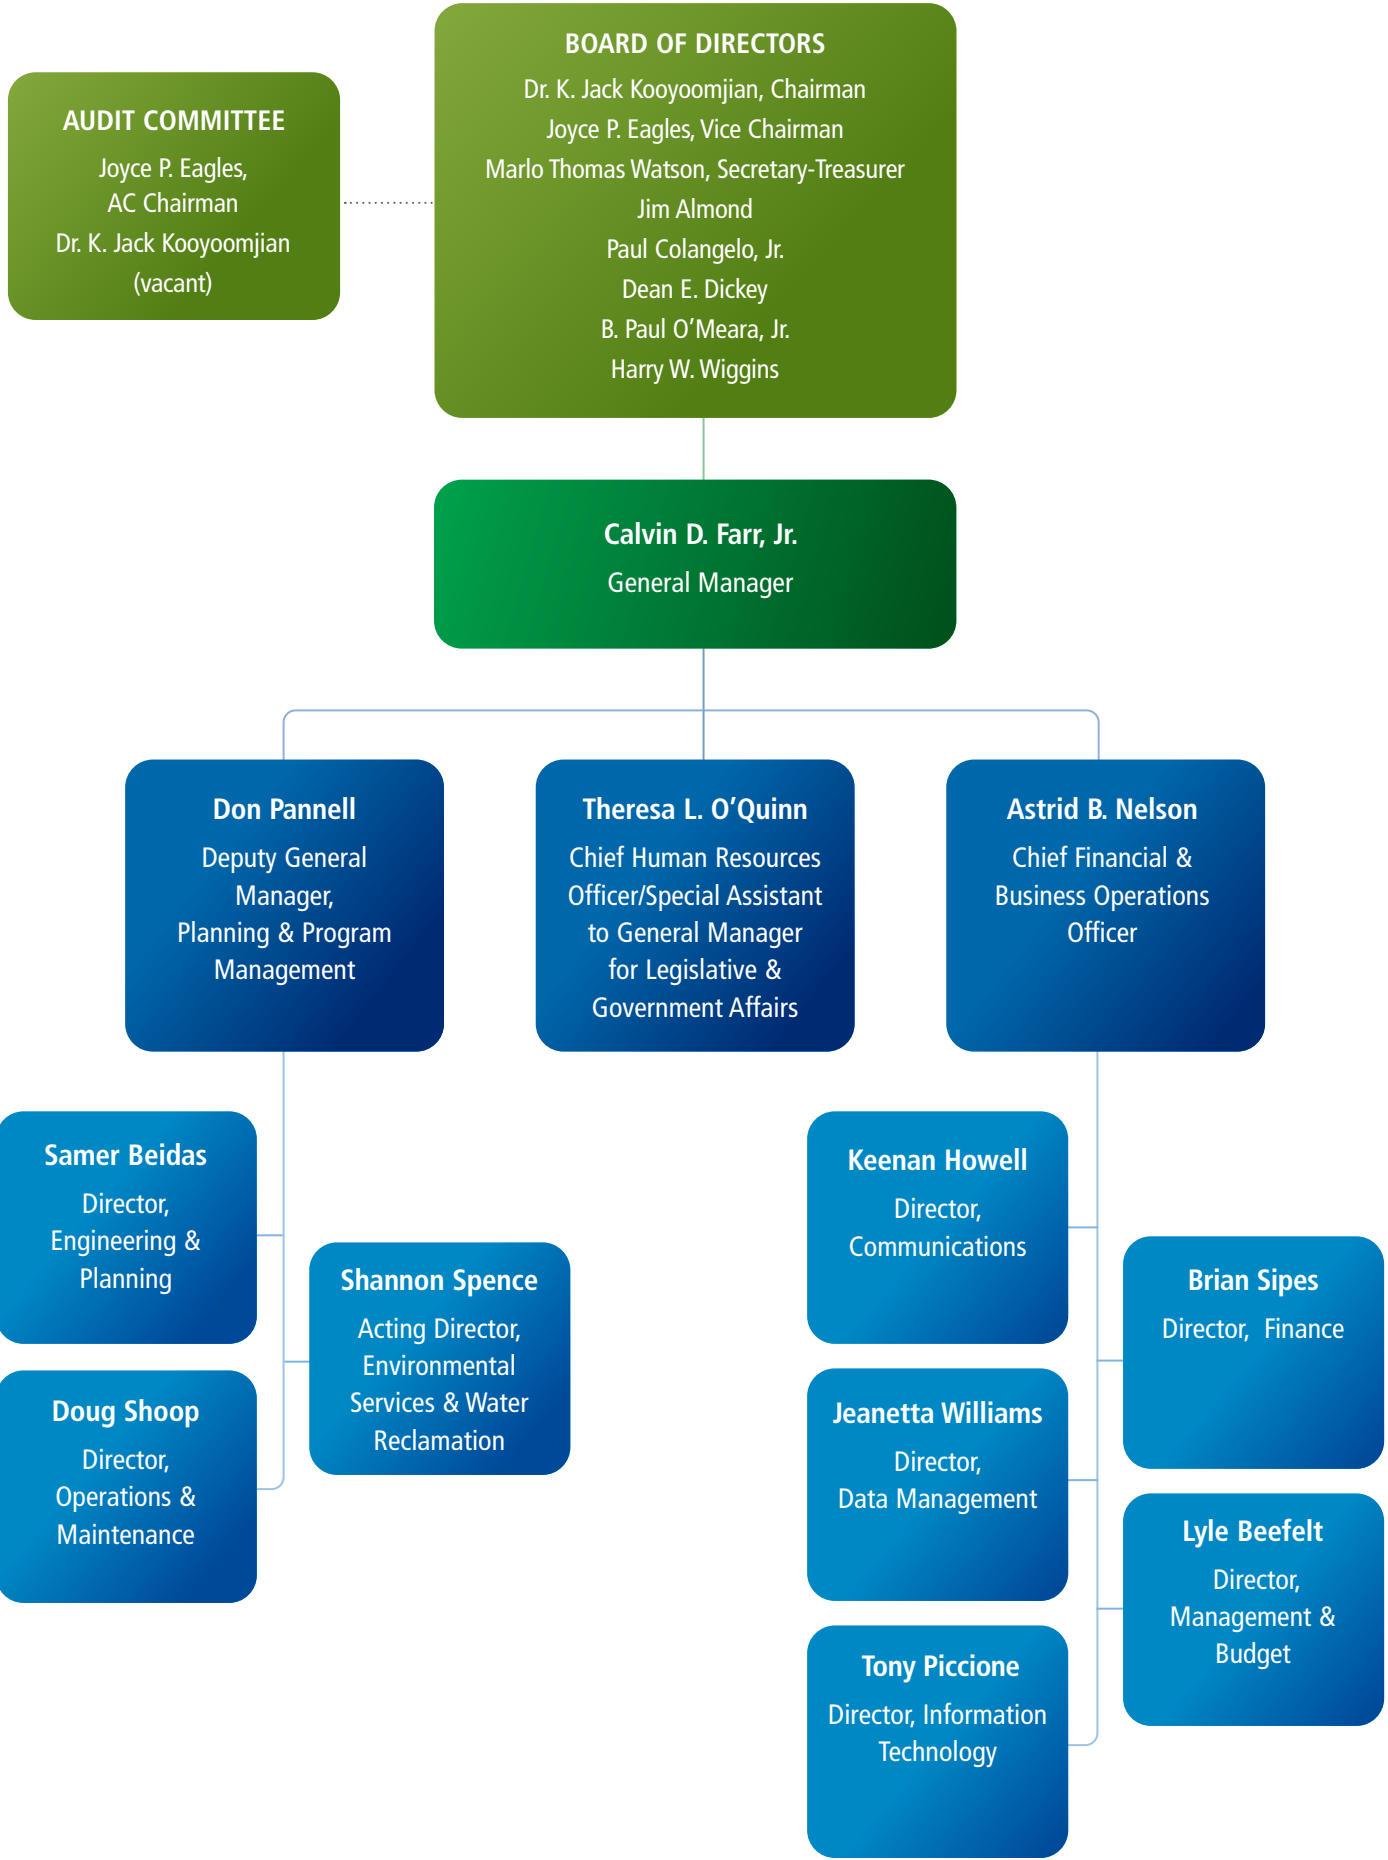 BOARD OF DIRECTORS
Dr. K. Jack Kooyoomjian, Chairman
Joyce P. Eagles, Vice Chairman
Marlo Thomas Watson, Secretary-Treasurer
Jim Almond
Paul Colangelo, Jr.
Dean E. Dickey
B. Paul O’Meara, Jr.
Harry W. Wiggins
AUDIT COMMITTEE
Joyce P. Eagles,
AC Chairman
Dr. K. Jack Kooyoomjian
(vacant)
Calvin D. Farr, Jr.
General Manager
Don Pannell
Deputy General
Manager,
Planning & Program
Management
Theresa L. O’Quinn
Chief Human Resources
Officer/Special Assistant
to General Manager
for Legislative &
Government Affairs
Astrid B. Nelson
Chief Financial &
Business Operations
Officer
Samer Beidas
Director,
Engineering &
Planning
Shannon Spence
Acting Director,
Environmental
Services & Water
Reclamation
Doug Shoop
Director,
Operations &
Maintenance
Keenan Howell
Director,
Communications
Brian Sipes
Director,  Finance
Jeanetta Williams
Director,
Data Management
Lyle Beefelt
Director,
Management &
Budget
Tony Piccione
Director, Information
Technology